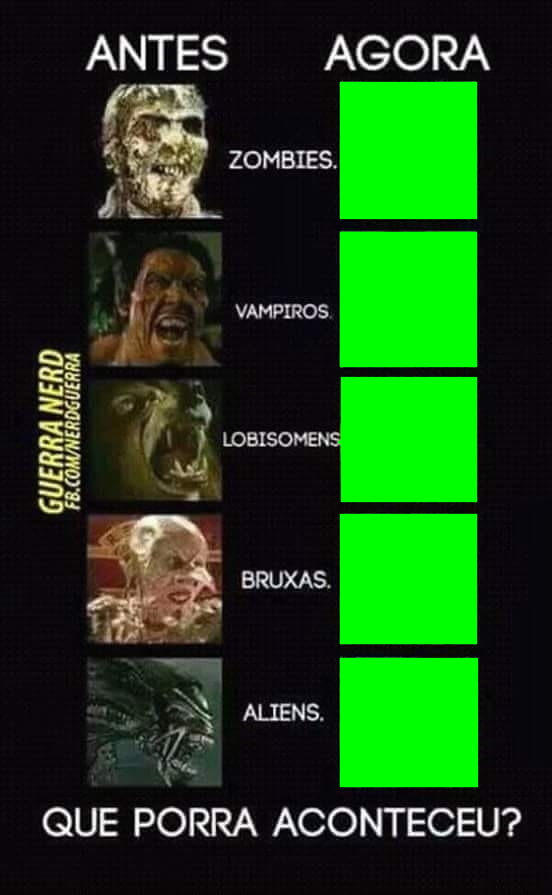 ANTES
AGORA
ZOMBIES.
VAMPIROS.
LOBISOMENS
BRUXAS.
ALIENS.
GUERRA NERD
FB.COM/NERDGUERRA
QUE PORRA ACONTECEU?